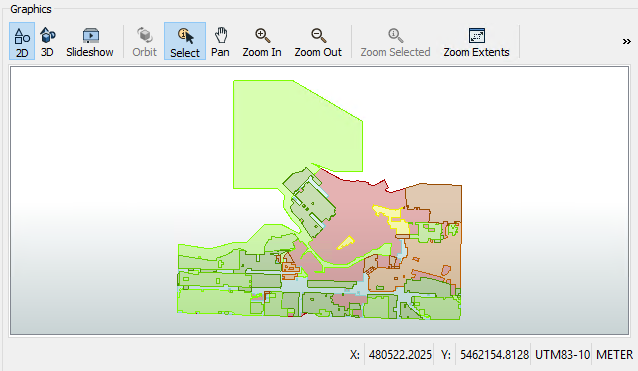 Graphics
2D 3D Slideshow Orbit Select Pan Zoom In Zoom Out Zoom Selected Zoom Extents »
X: 480522.2025 Y: 5462154.8128 UTM83-10 METER